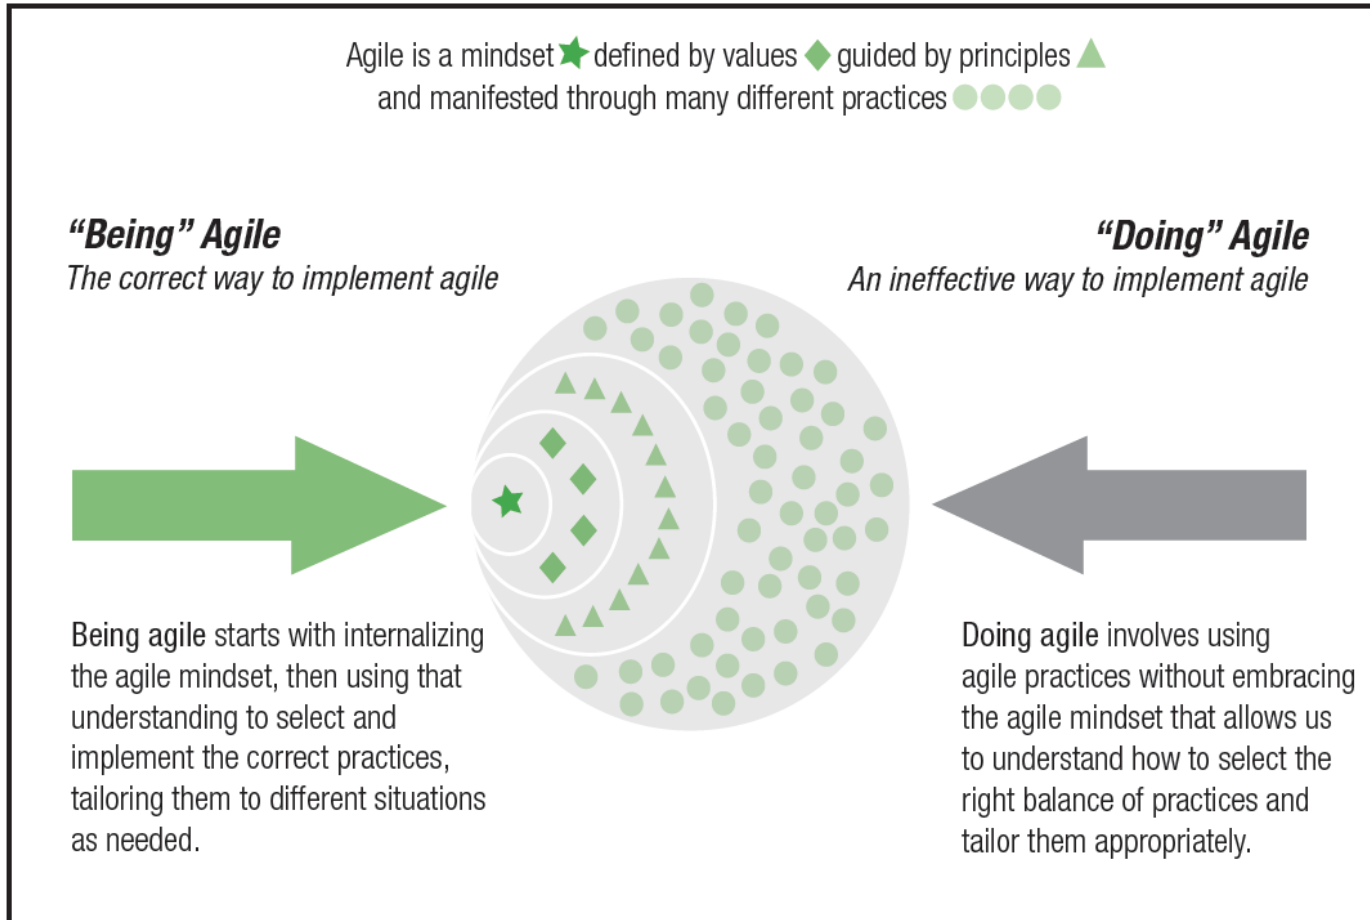 Agile is a mindset defined by values guided by principles
and manifested through many different practices
“Being” Agile
The correct way to implement agile
“Doing” Agile
An ineffective way to implement agile
Being agile starts with internalizing
the agile mindset, then using that
understanding to select and
implement the correct practices,
tailoring them to different situations
as needed.
Doing agile involves using
agile practices without embracing
the agile mindset that allows us
to understand how to select the
right balance of practices and
tailor them appropriately.